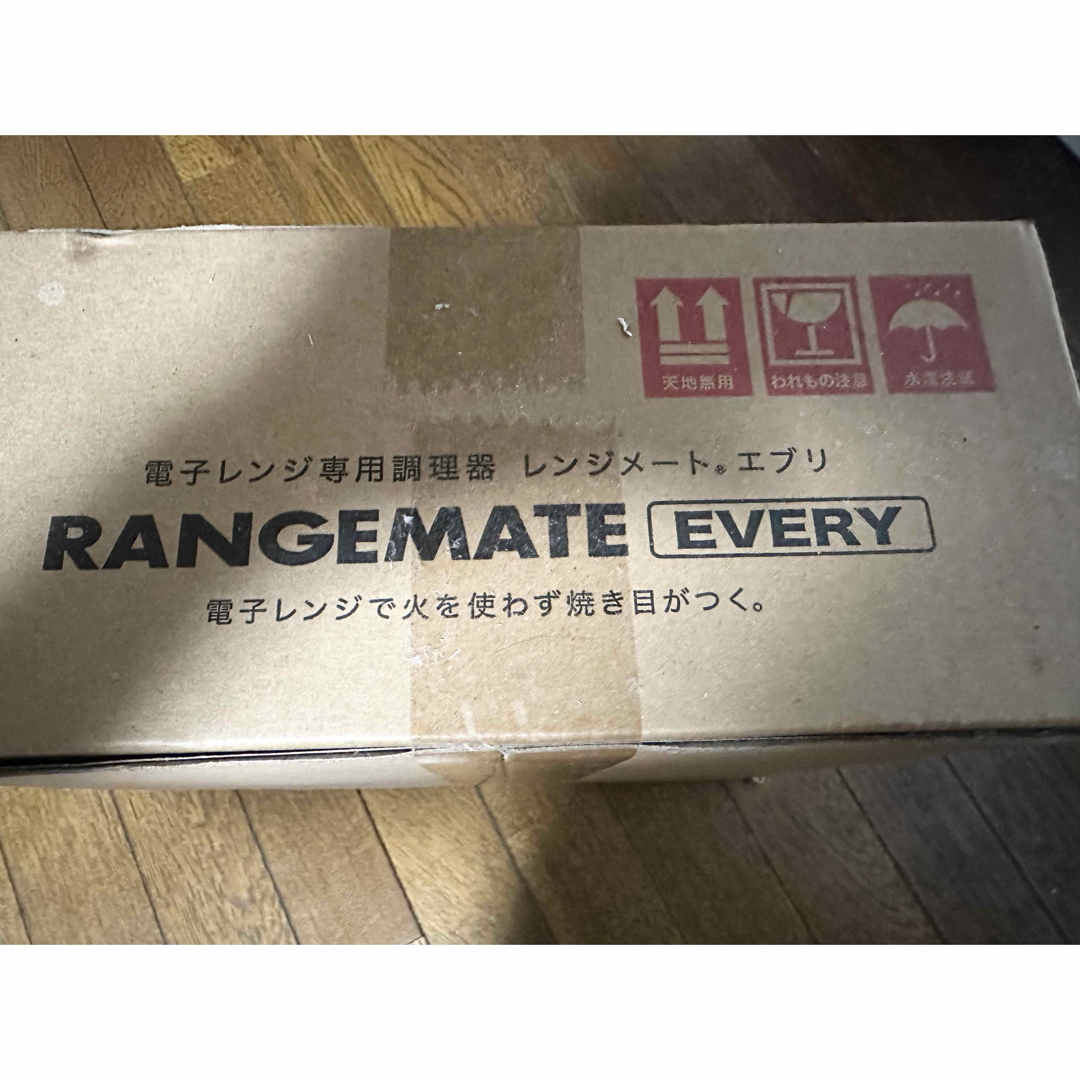 天地無用
われもの注意
水濡注意
電子レンジ専用調理器 レンジメート®エブリ
RANGEMATE EVERY
電子レンジで火を使わず焼き目がつく。